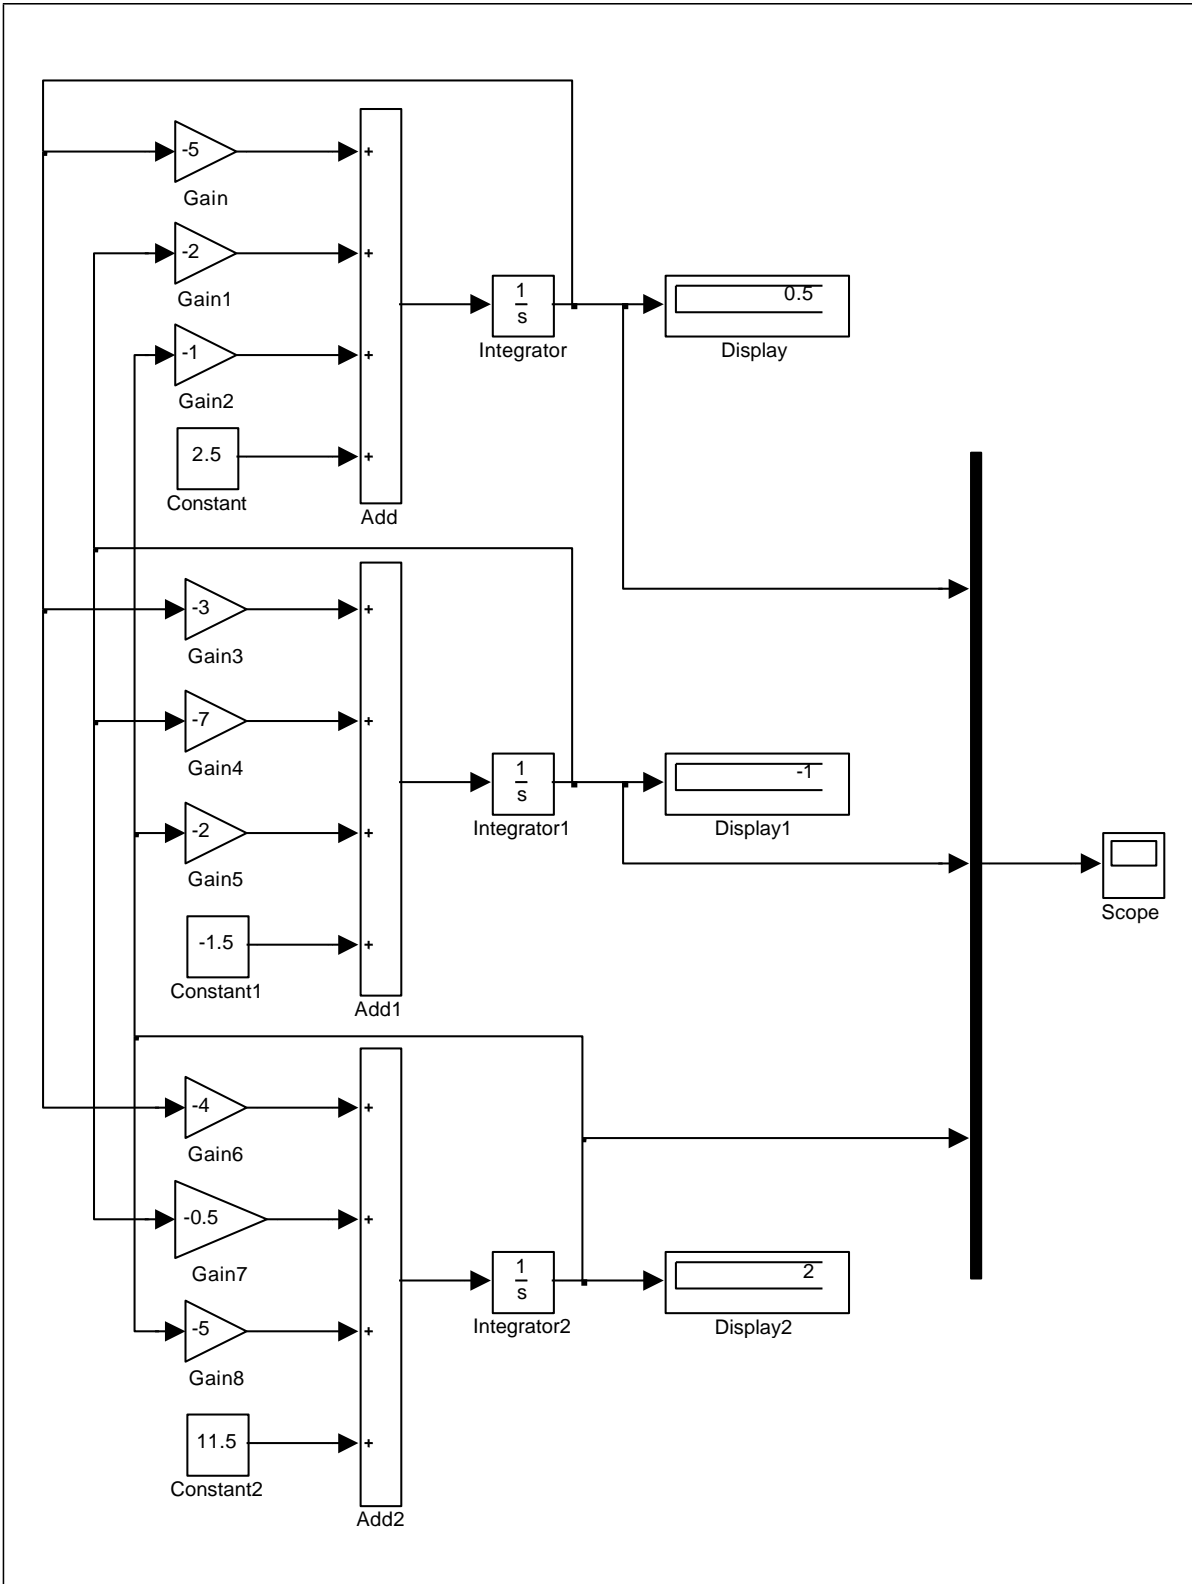 -5
+
Gain
-2
+
Gain1
1
s
0.5
Integrator
Display
-1
+
Gain2
2.5
+
Constant
Add
-3
+
Gain3
-7
+
Gain4
1
s
-1
Integrator1
Display1
-2
+
Gain5
Scope
-1.5
+
Constant1
Add1
-4
+
Gain6
-0.5
+
Gain7
1
s
2
Integrator2
Display2
-5
+
Gain8
11.5
+
Constant2
Add2